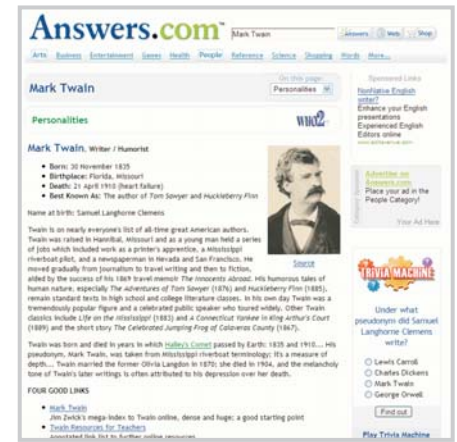 Answers.com™
Mark Twain
Answers Web Shop
Arts Business Entertainment Games Health People Reference Science Shopping Words More...
Mark Twain
On this page:
Personalities
Personalities
WHO2
Mark Twain, Writer / Humorist
• Born: 30 November 1835
• Birthplace: Florida, Missouri
• Death: 21 April 1910 (heart failure)
• Best Known As: The author of Tom Sawyer and Huckleberry Finn
Name at birth: Samuel Langhorne Clemens
Twain is on nearly everyone's list of all-time great American authors.
Twain was raised in Hannibal, Missouri and as a young man held a series
of jobs which included work as a printer's apprentice, a Mississippi
riverboat pilot, and a newspaperman in Nevada and San Francisco. He
moved gradually from journalism to travel writing and then to fiction,
aided by the success of his 1869 travel memoir The Innocents Abroad. His humorous tales of
human nature, especially The Adventures of Tom Sawyer (1876) and Huckleberry Finn (1885),
remain standard texts in high school and college literature classes. In his own day Twain was a
tremendously popular figure and a celebrated public speaker who toured widely. Other Twain
classics include Life on the Mississippi (1883) and A Connecticut Yankee in King Arthur's Court
(1889) and the short story The Celebrated Jumping Frog of Calaveras County (1867).
Twain was born and died in years in which Halley's Comet passed by Earth: 1835 and 1910... His
pseudonym, Mark Twain, was taken from Mississippi riverboat terminology; it's a measure of
depth... Twain married the former Olivia Langdon in 1870; she died in 1904, and the melancholy
tone of Twain's later writings is often attributed to his depression over her death.
FOUR GOOD LINKS
• Mark Twain
Jim Zwick's mega-index to Twain online, dense and huge; a good starting point
• Twain Resources for Teachers
Annotated link list to further online resources
Source
Sponsored Links
NonNative English
writer?
Enhance your English
presentations
Experienced English
Editors online
Advertise on
Answers.com
Place your ad in the
People Category!
Your Ad Here
TRIVIA MACHINE
Under what
pseudonym did Samuel
Langhorne Clemens
write?
Lewis Carroll
Charles Dickens
Mark Twain
George Orwell
Find out
Play Trivia Machine